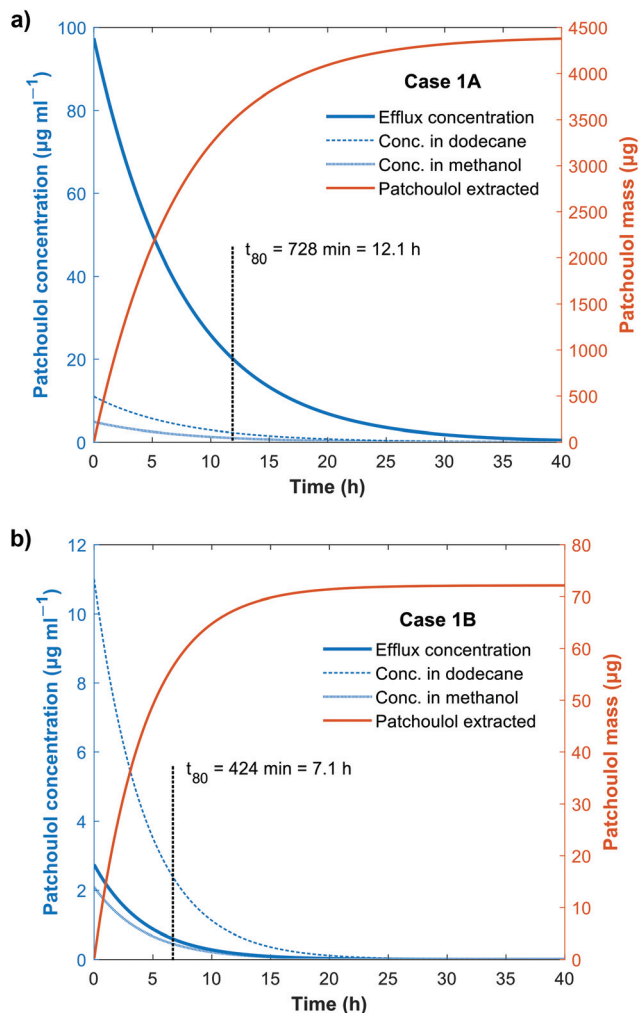 a)
Patchoulol concentration (µg ml⁻¹)
100
80
60
40
20
0
Case 1A
Efflux concentration
Conc. in dodecane
Conc. in methanol
Patchoulol extracted
t₈₀ = 728 min = 12.1 h
4500
4000
3500
3000
2500
2000
1500
1000
500
0
Patchoulol mass (µg)
0 5 10 15 20 25 30 35 40
Time (h)
b)
Patchoulol concentration (µg ml⁻¹)
12
10
8
6
4
2
0
Case 1B
Efflux concentration
Conc. in dodecane
Conc. in methanol
Patchoulol extracted
t₈₀ = 424 min = 7.1 h
80
70
60
50
40
30
20
10
0
Patchoulol mass (µg)
0 5 10 15 20 25 30 35 40
Time (h)